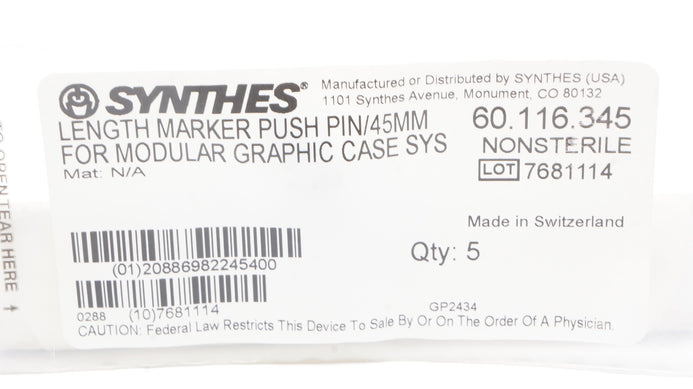 SYNTHES®
Manufactured or Distributed by SYNTHES (USA)
1101 Synthes Avenue, Monument, CO 80132
LENGTH MARKER PUSH PIN/45MM
FOR MODULAR GRAPHIC CASE SYS
Mat: N/A
60.116.345
NONSTERILE
LOT 7681114
Made in Switzerland
Qty: 5
(01)20886982245400
0288 (10)7681114
GP2434
CAUTION: Federal Law Restricts This Device To Sale By Or On The Order Of A Physician.
TO OPEN TEAR HERE